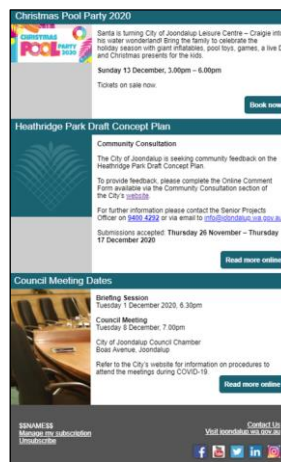 Christmas Pool Party 2020
CHRISTMAS
POOL PARTY
2020
Santa is turning City of Joondalup Leisure Centre – Craigie into
his water wonderland! Bring the family to celebrate the
holiday season with giant inflatables, pool toys, games, a live
and Christmas presents for the kids.
Sunday 13 December, 3.00pm – 6.00pm
Tickets on sale now.
Book now
Heathridge Park Draft Concept Plan
Community Consultation
The City of Joondalup is seeking community feedback on the
Heathridge Park Draft Concept Plan.
To provide feedback, please complete the Online Comment
Form available via the Community Consultation section of
the City's website.
For further information please contact the Senior Projects
Officer on 9400 4292 or via email to info@joondalup.wa.gov.au
Submissions accepted: Thursday 26 November – Thursday
17 December 2020
Read more online
Council Meeting Dates
Briefing Session
Tuesday 1 December 2020, 6.30pm
Council Meeting
Tuesday 8 December, 7.00pm
City of Joondalup Council Chamber
Boas Avenue, Joondalup
Refer to the City's website for information on procedures to
attend the meetings during COVID-19.
Read more online
$$NAME$$
Manage my subscription
Unsubscribe
Contact Us
Visit joondalup.wa.gov.au